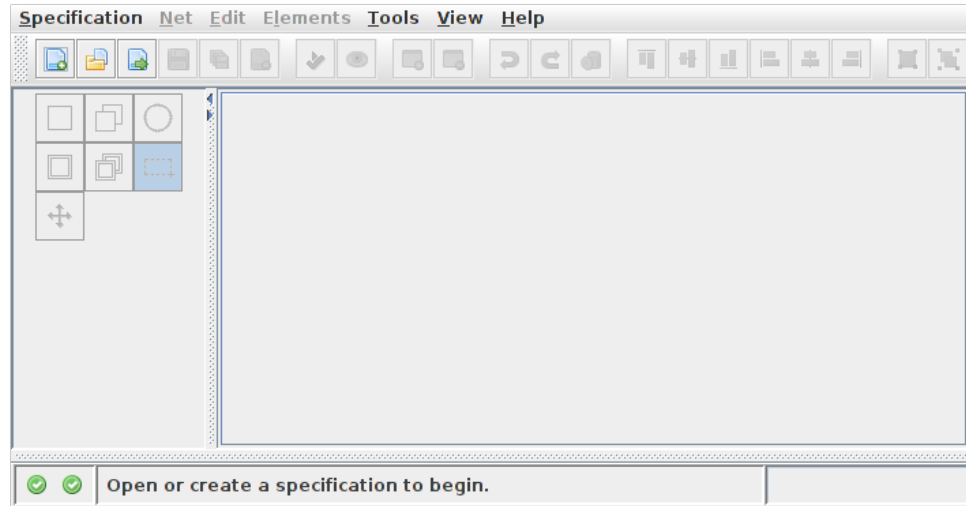 Specification Net Edit Elements Tools View Help
Open or create a specification to begin.